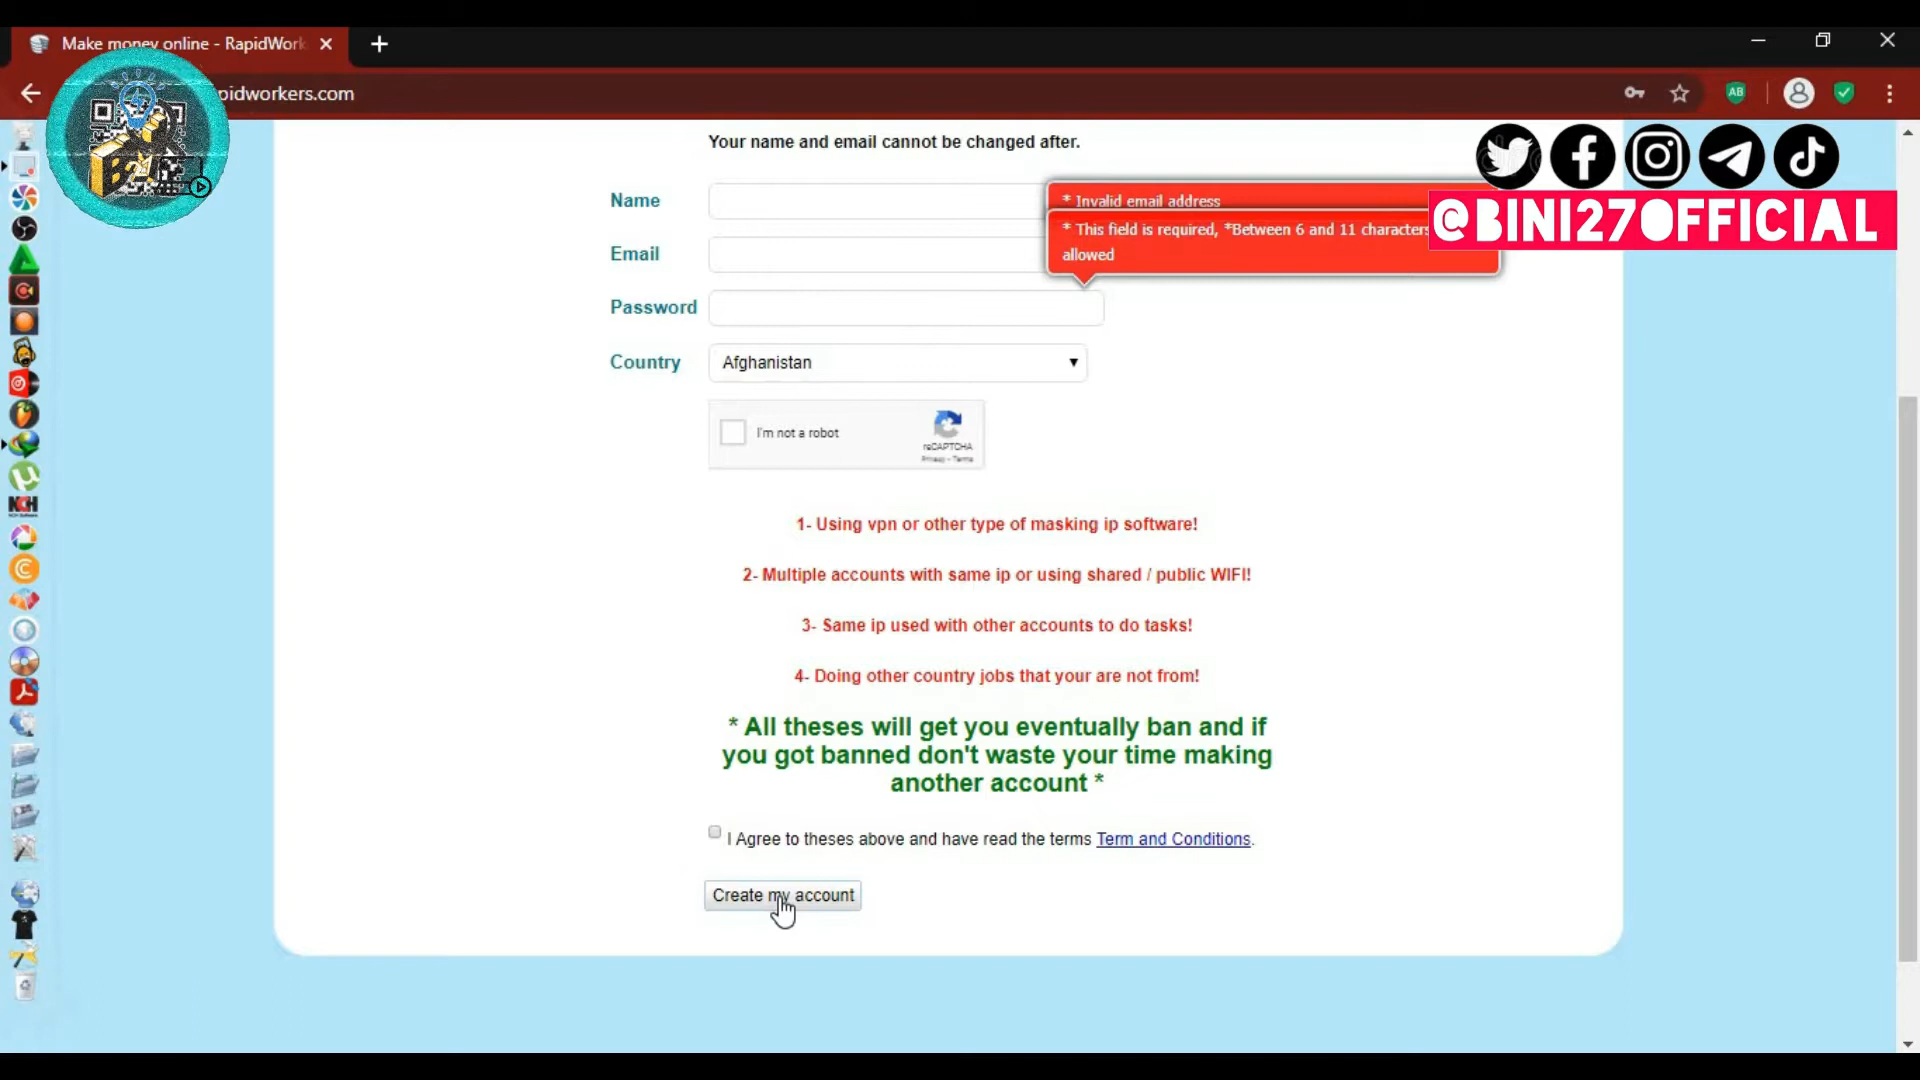 Make money online - RapidWork
pidworkers.com
AB
Your name and email cannot be changed after.
@BINI27OFFICIAL
Name
* Invalid email address
* This field is required, *Between 6 and 11 characters
allowed
Email
Password
Country
Afghanistan
I'm not a robot
reCAPTCHA
Privacy - Terms
NCH
1- Using vpn or other type of masking ip software!
2- Multiple accounts with same ip or using shared / public WIFI!
3- Same ip used with other accounts to do tasks!
4- Doing other country jobs that your are not from!
* All theses will get you eventually ban and if
you got banned don't waste your time making
another account *
I Agree to theses above and have read the terms Term and Conditions.
Create my account